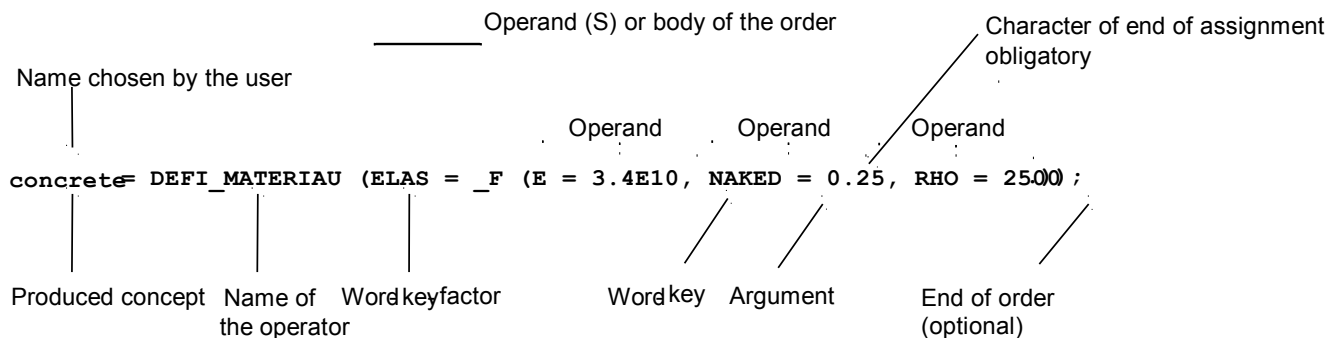 Operand (S) or body of the order
Character of end of assignment
obligatory
Name chosen by the user
Operand Operand Operand
concrete= DEFI_MATERIAU (ELAS = _F (E = 3.4E10, NAKED = 0.25, RHO = 2500.));
Produced concept Name of the operator
Word key-factor
Word key
Argument
End of order
(optional)